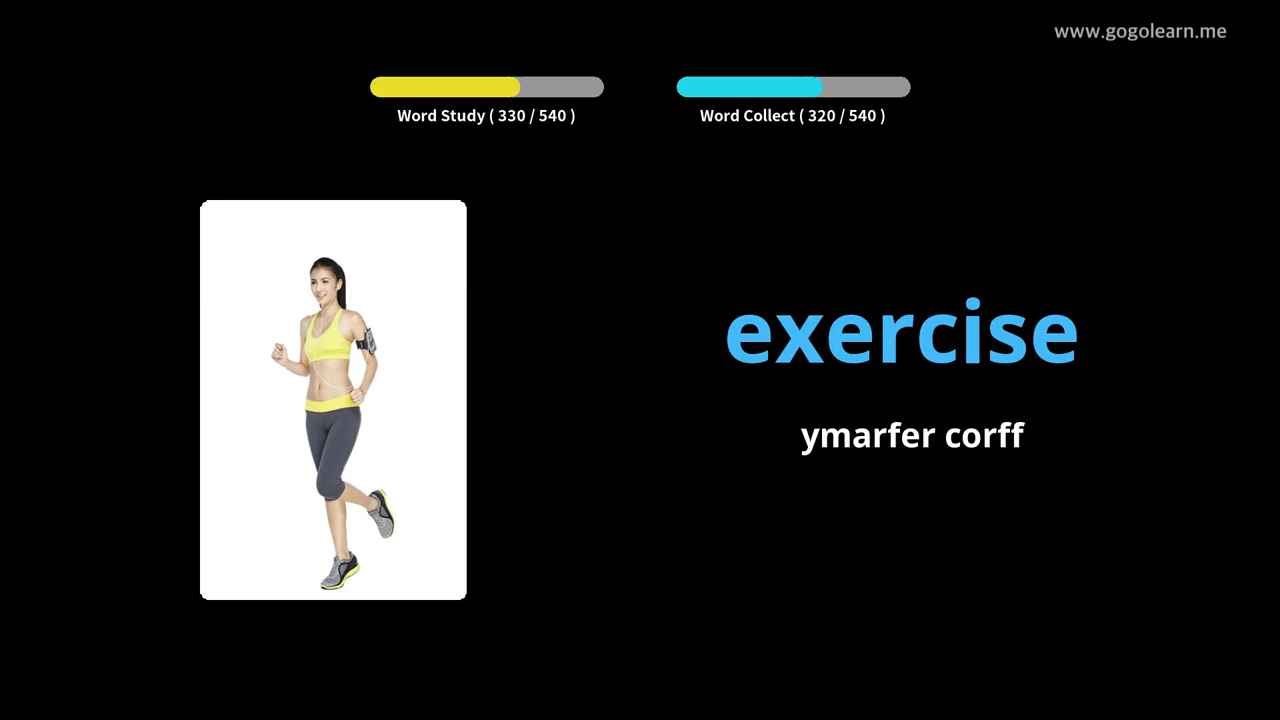 www.gogolearn.me
Word Study ( 330 / 540 )
Word Collect ( 320 / 540 )
exercise
ymarfer corff